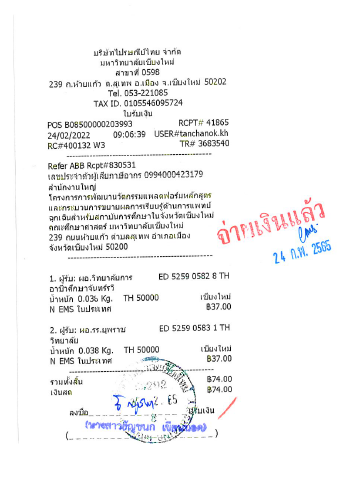 บริษัทไปรษณีย์ไทย จำกัด
มหาวิทยาลัยเชียงใหม่
สาขาที่ 0598
239 ถ.ห้วยแก้ว ต.สุเทพ อ.เมือง จ.เชียงใหม่ 50202
Tel. 053-221085
TAX ID. 0105546095724
ใบรับเงิน
POS B08500000203993 RCPT# 41865
24/02/2022 09:06:39 USER#tanchanok.kh
RC#400132 W3 TR# 3683540
Refer ABB Rcpt#830531
เลขประจำตัวผู้เสียภาษีอากร 0994000423179
สำนักงานใหญ่
โครงการการพัฒนานวัตกรรมแพลตฟอร์มหลักสูตร
และกระบวนการขยายผลการเรียนรู้ด้านการแพทย์
ฉุกเฉินสำหรับสถาบันการศึกษาในจังหวัดเชียงใหม่
คณะศึกษาศาสตร์ มหาวิทยาลัยเชียงใหม่
239 ถนนห้วยแก้ว ตำบลสุเทพ อำเภอเมือง
จังหวัดเชียงใหม่ 50200
จ่ายเงินแล้ว
24 ก.พ. 2565
1. ผู้รับ: ผอ.วิทยาลัยการ ED 5259 0582 8 TH
อาชีวศึกษาจันทร์รวี
น้ำหนัก 0.036 Kg. TH 50000 เชียงใหม่
N EMS ในประเทศ ฿37.00
2. ผู้รับ: ผอ.รร.ยุพราช ED 5259 0583 1 TH
วิทยาลัย
น้ำหนัก 0.038 Kg. TH 50000 เชียงใหม่
N EMS ในประเทศ ฿37.00
รวมทั้งสิ้น ฿74.00
เงินสด ฿74.00
ลงชื่อ ผู้รับเงิน